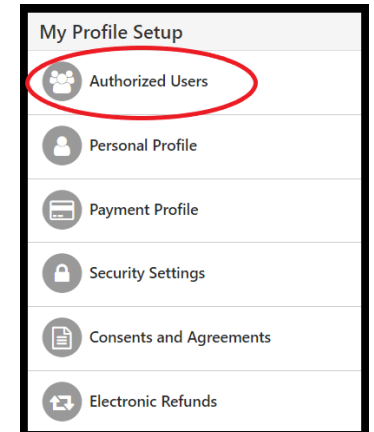 My Profile Setup
Authorized Users
Personal Profile
Payment Profile
Security Settings
Consents and Agreements
Electronic Refunds